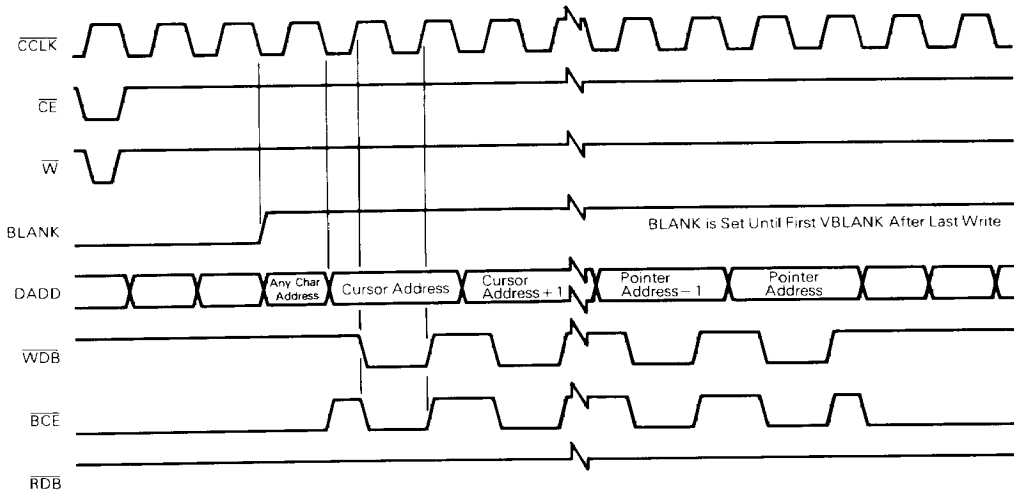 CCLK
CE
W
BLANK
BLANK is Set Until First VBLANK After Last Write
DADD
Any Char
Address
Cursor Address
Cursor
Address + 1
Pointer
Address – 1
Pointer
Address
WDB
BCE
RDB